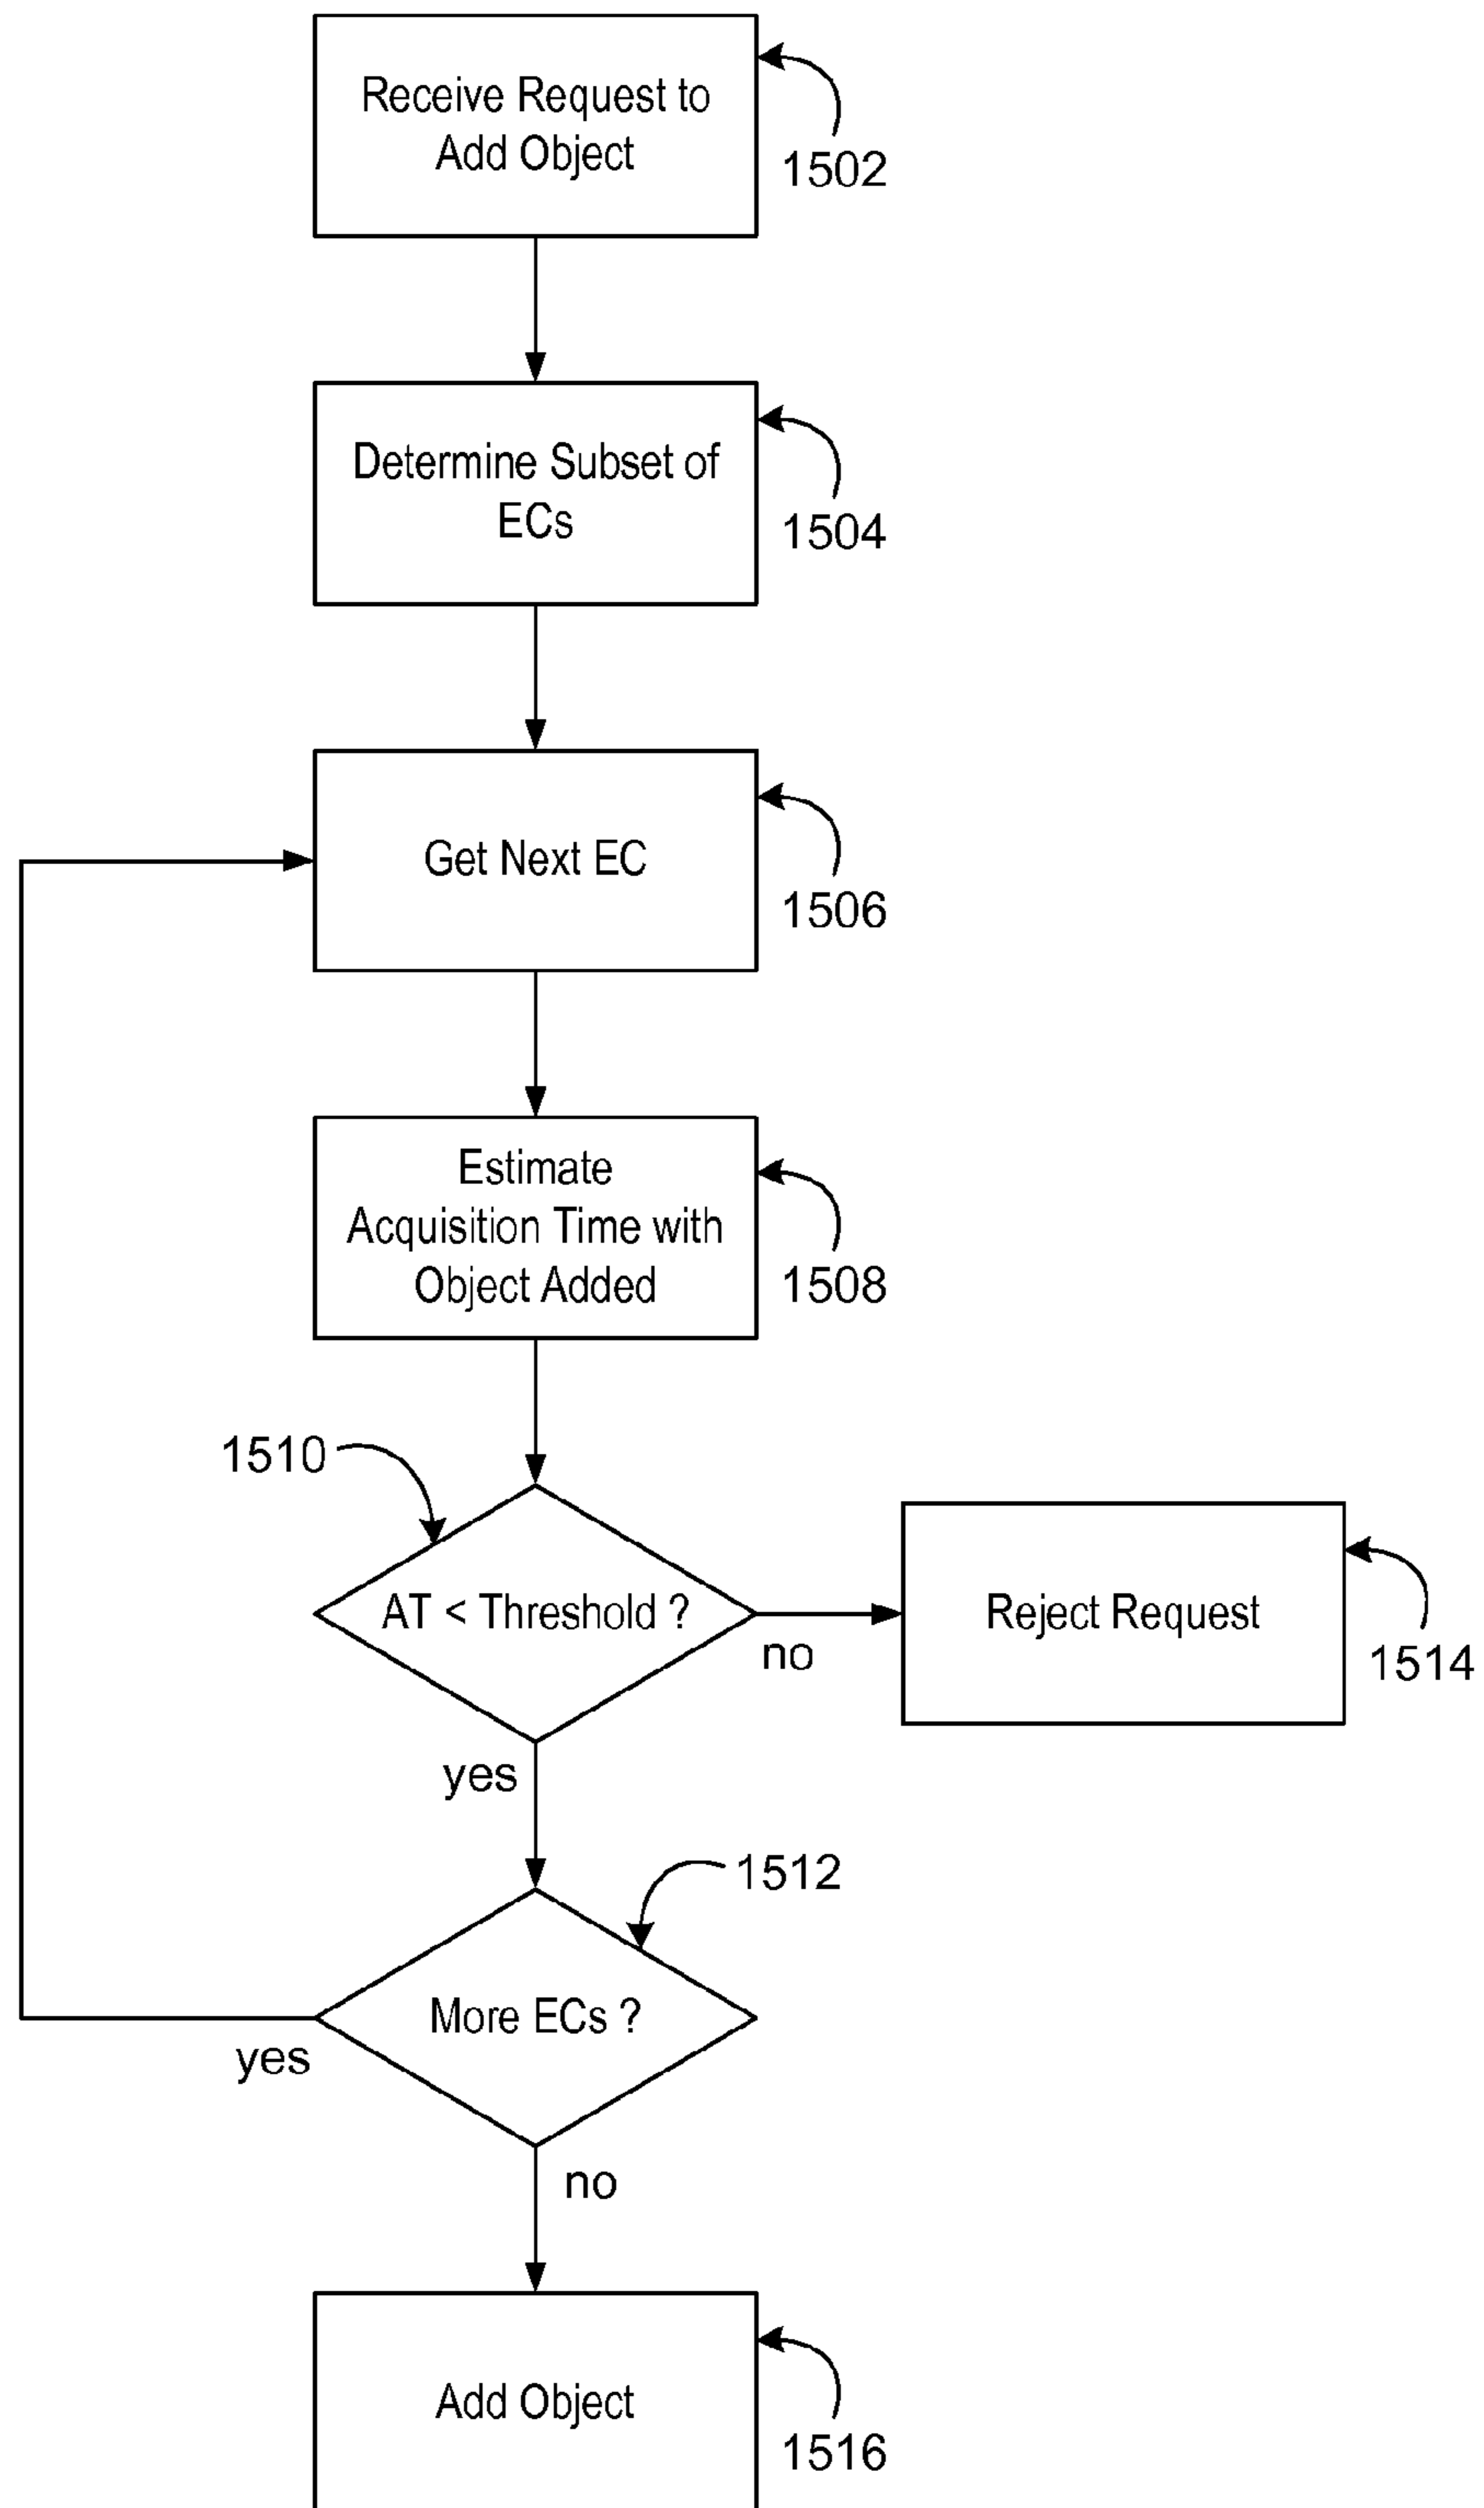 Receive Request to
Add Object
1502
Determine Subset of
ECs
1504
Get Next EC
1506
Estimate
Acquisition Time with
Object Added
1508
1510
AT < Threshold ?
no
Reject Request
1514
yes
1512
More ECs ?
yes
no
Add Object
1516